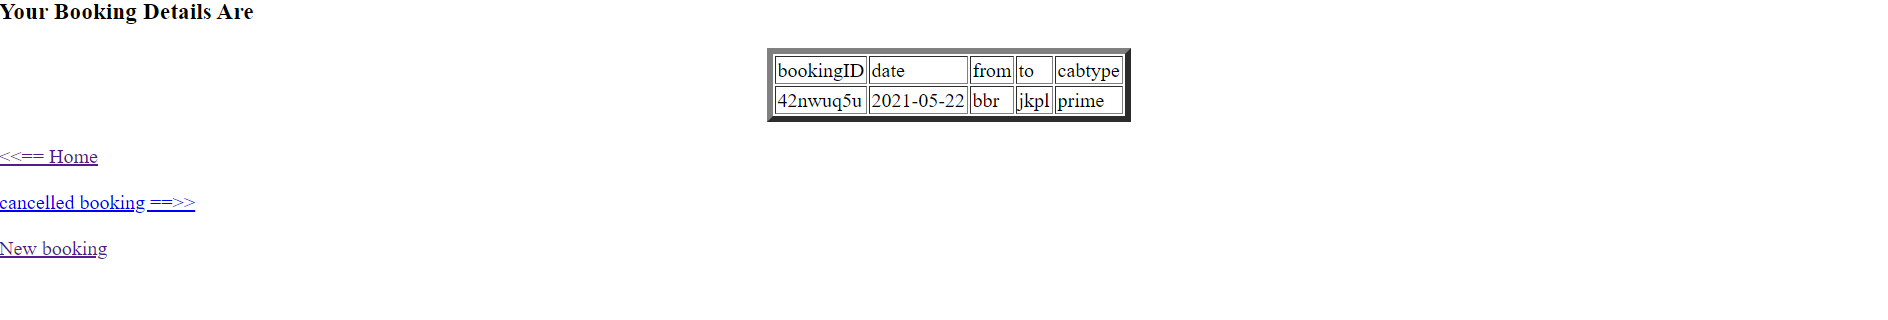 Your Booking Details Are
bookingID date from to cabtype
42nwuq5u 2021-05-22 bbr jkpl prime
<<== Home
cancelled booking ==>>
New booking